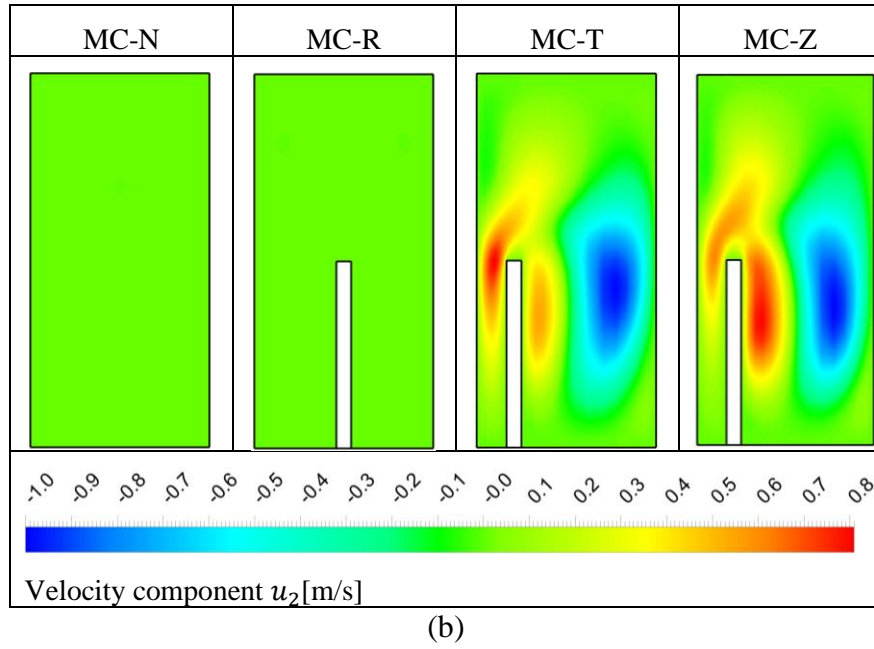 MC-N MC-R MC-T MC-Z
-1.0 -0.9 -0.8 -0.7 -0.6 -0.5 -0.4 -0.3 -0.2 -0.1 -0.0 0.1 0.2 0.3 0.4 0.5 0.6 0.7 0.8
Velocity component u₂[m/s]
(b)